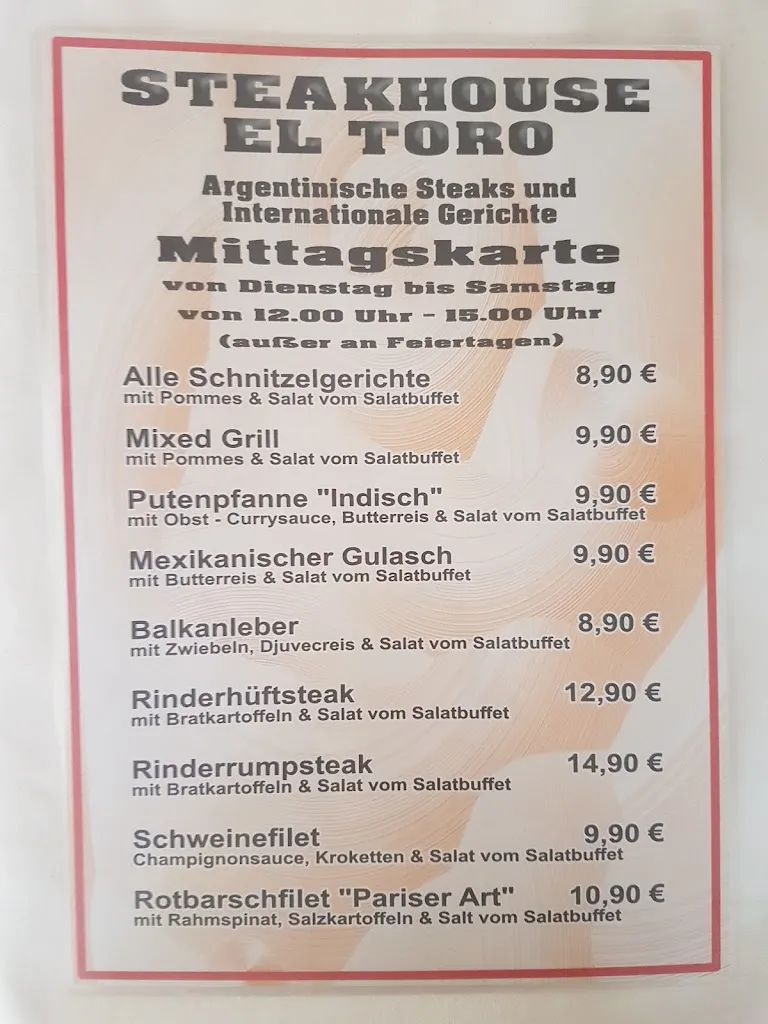 STEAKHOUSE
EL TORO
Argentinische Steaks und
Internationale Gerichte
Mittagskarte
von Dienstag bis Samstag
von 12.00 Uhr - 15.00 Uhr
(außer an Feiertagen)
Alle Schnitzelgerichte 8,90 €
mit Pommes & Salat vom Salatbuffet
Mixed Grill 9,90 €
mit Pommes & Salat vom Salatbuffet
Putenpfanne "Indisch" 9,90 €
mit Obst - Currysauce, Butterreis & Salat vom Salatbuffet
Mexikanischer Gulasch 9,90 €
mit Butterreis & Salat vom Salatbuffet
Balkanleber 8,90 €
mit Zwiebeln, Djuvecreis & Salat vom Salatbuffet
Rinderhüftsteak 12,90 €
mit Bratkartoffeln & Salat vom Salatbuffet
Rinderrumpsteak 14,90 €
mit Bratkartoffeln & Salat vom Salatbuffet
Schweinefilet 9,90 €
Champignonsauce, Kroketten & Salat vom Salatbuffet
Rotbarschfilet "Pariser Art" 10,90 €
mit Rahmspinat, Salzkartoffeln & Salt vom Salatbuffet